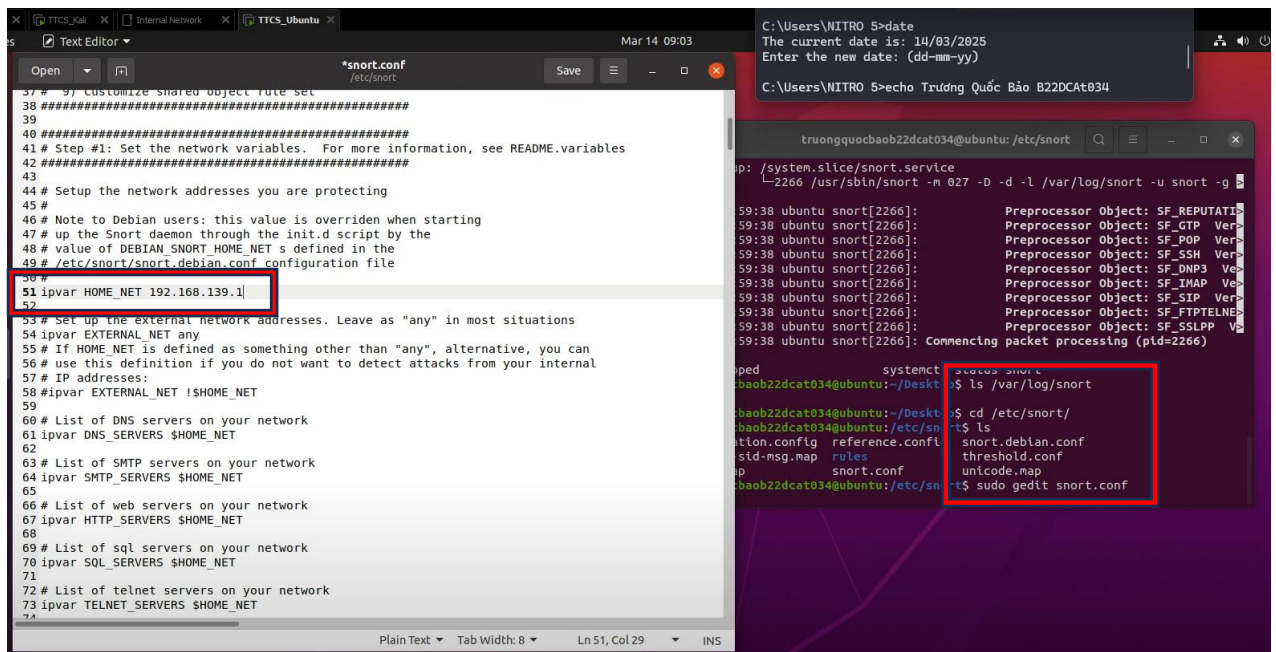 TTCS_Kali Internal Network TTCS_Ubuntu
es Text Editor Mar 14 09:03
Open *snort.conf Save
/etc/snort
37 # 9) Customize shared object rule set
38 ###################################################
39
40 ###################################################
41 # Step #1: Set the network variables. For more information, see README.variables
42 ###################################################
43
44 # Setup the network addresses you are protecting
45 #
46 # Note to Debian users: this value is overriden when starting
47 # up the Snort daemon through the init.d script by the
48 # value of DEBIAN_SNORT_HOME_NET s defined in the
49 # /etc/snort/snort.debian.conf configuration file
50 #
51 ipvar HOME_NET 192.168.139.1
52
53 # Set up the external network addresses. Leave as "any" in most situations
54 ipvar EXTERNAL_NET any
55 # If HOME_NET is defined as something other than "any", alternative, you can
56 # use this definition if you do not want to detect attacks from your internal
57 # IP addresses:
58 #ipvar EXTERNAL_NET !$HOME_NET
59
60 # List of DNS servers on your network
61 ipvar DNS_SERVERS $HOME_NET
62
63 # List of SMTP servers on your network
64 ipvar SMTP_SERVERS $HOME_NET
65
66 # List of web servers on your network
67 ipvar HTTP_SERVERS $HOME_NET
68
69 # List of sql servers on your network
70 ipvar SQL_SERVERS $HOME_NET
71
72 # List of telnet servers on your network
73 ipvar TELNET_SERVERS $HOME_NET
74
Plain Text Tab Width: 8 Ln 51, Col 29 INS
C:\Users\NITRO 5>date
The current date is: 14/03/2025
Enter the new date: (dd-mm-yy)
C:\Users\NITRO 5>echo Trương Quốc Bảo B22DCAt034
truongquocbaob22dcat034@ubuntu: /etc/snort
up: /system.slice/snort.service
└─2266 /usr/sbin/snort -m 027 -D -d -l /var/log/snort -u snort -g >
:59:38 ubuntu snort[2266]: Preprocessor Object: SF_REPUTATI>
:59:38 ubuntu snort[2266]: Preprocessor Object: SF_GTP Ver>
:59:38 ubuntu snort[2266]: Preprocessor Object: SF_POP Ver>
:59:38 ubuntu snort[2266]: Preprocessor Object: SF_SSH Ver>
:59:38 ubuntu snort[2266]: Preprocessor Object: SF_DNP3 Ve>
:59:38 ubuntu snort[2266]: Preprocessor Object: SF_IMAP Ve>
:59:38 ubuntu snort[2266]: Preprocessor Object: SF_SIP Ver>
:59:38 ubuntu snort[2266]: Preprocessor Object: SF_FTPTELNE>
:59:38 ubuntu snort[2266]: Preprocessor Object: SF_SSLPP V>
:59:38 ubuntu snort[2266]: Commencing packet processing (pid=2266)
pped systemct status snort
cbaob22dcat034@ubuntu:~/Deskt p$ ls /var/log/snort
cbaob22dcat034@ubuntu:~/Deskt p$ cd /etc/snort/
cbaob22dcat034@ubuntu:/etc/sn rt$ ls
ation.config reference.confi snort.debian.conf
-sid-msg.map rules threshold.conf
ap snort.conf unicode.map
cbaob22dcat034@ubuntu:/etc/sn rt$ sudo gedit snort.conf